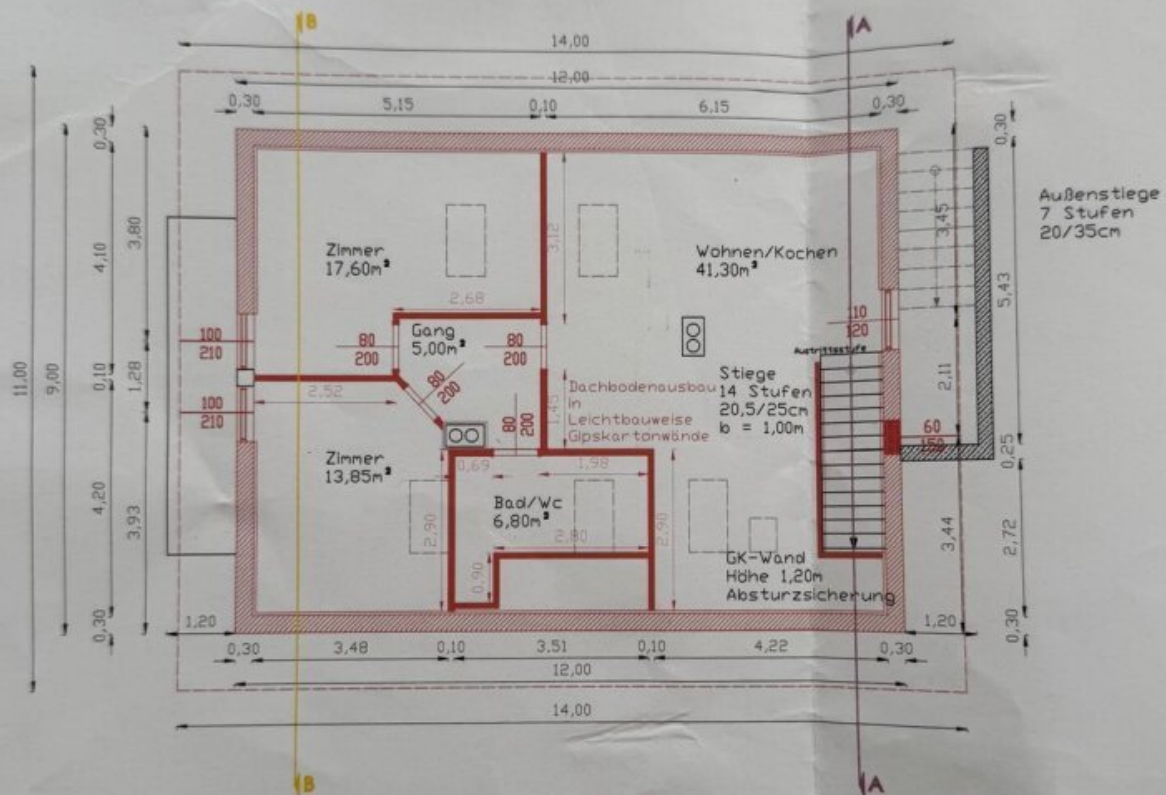 B
A
14,00
12,00
0,30
5,15
0,10
6,15
0,30
0,30
4,10
0,10
4,20
0,30
11,00
9,00
3,80
1,28
3,93
Zimmer
17,60m²
2,68
3,12
Wohnen/Kochen
41,30m²
3,45
Außenstiege
7 Stufen
20/35cm
0,30
5,43
0,25
2,72
0,30
100
210
100
210
80
200
Gang
5,00m²
80
200
80
200
80
200
110
120
Austrittsstufe
2,11
2,52
1,45
Dachbodenausbau
in
Leichtbauweise
Gipskartonwände
Stiege
14 Stufen
20,5/25cm
b = 1,00m
60
150
Zimmer
13,85m²
0,69
1,98
Bad/Wc
6,80m²
2,90
2,80
0,90
2,90
3,44
GK-Wand
Höhe 1,20m
Absturzsicherung
1,20
1,20
0,30
3,48
0,10
3,51
0,10
4,22
0,30
12,00
14,00
B
A